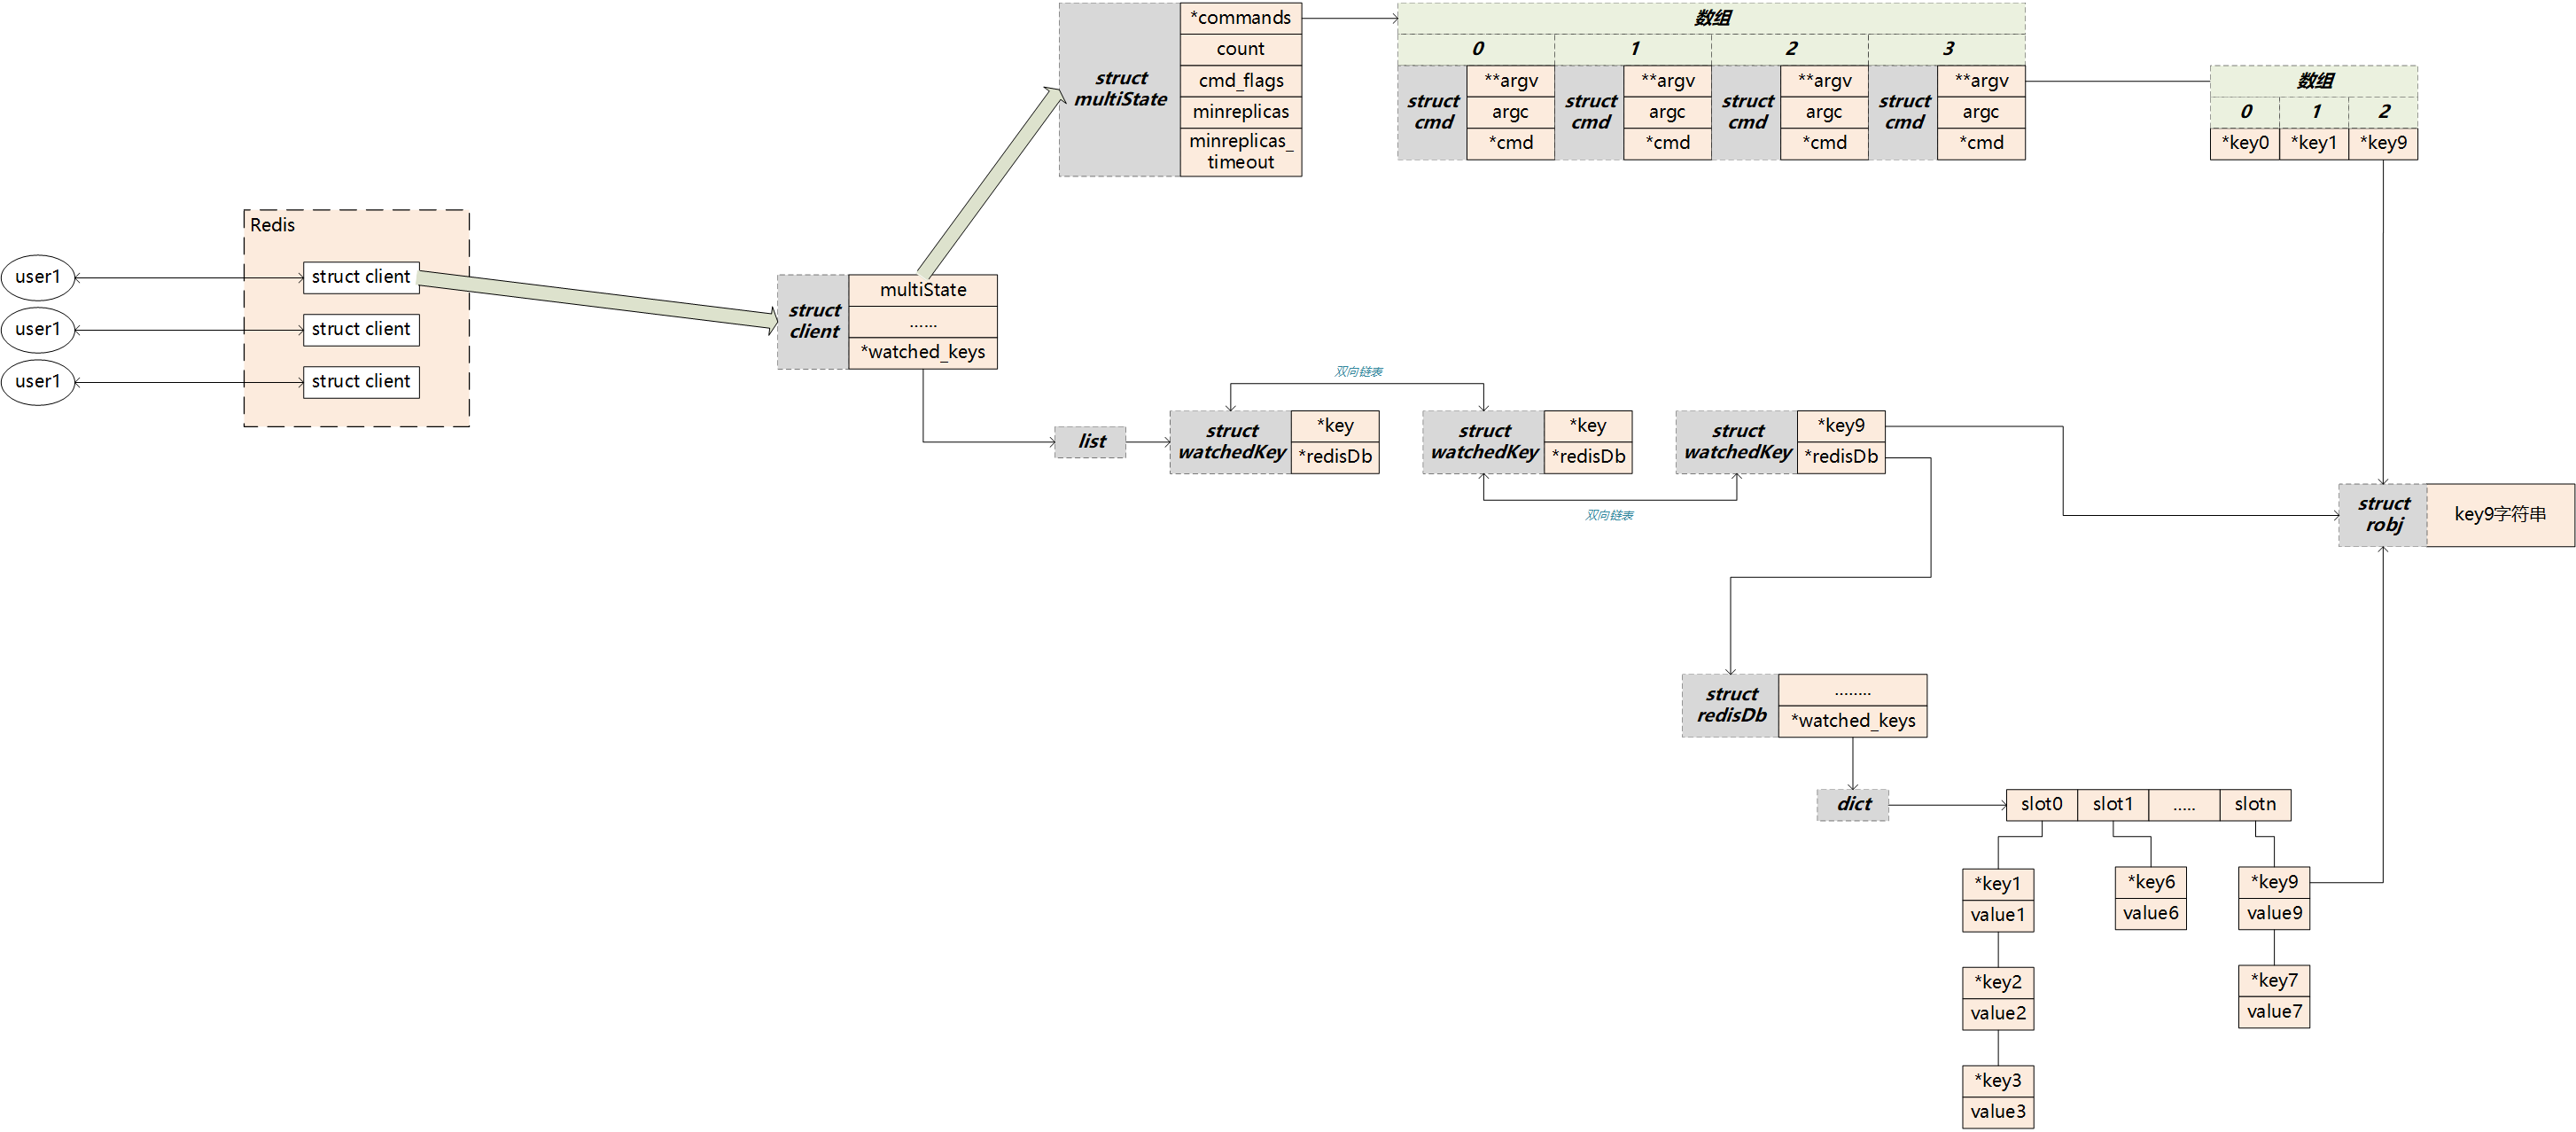 *commands
count
cmd_flags
minreplicas
minreplicas_
timeout
struct
multiState
数组
0 1 2 3
struct
cmd
**argv
argc
*cmd
struct
cmd
**argv
argc
*cmd
struct
cmd
**argv
argc
*cmd
struct
cmd
**argv
argc
*cmd
数组
0 1 2
*key0 *key1 *key9
Redis
user1
struct client
user1
struct client
user1
struct client
struct
client
multiState
......
*watched_keys
双向链表
list
struct
watchedKey
*key
*redisDb
struct
watchedKey
*key
*redisDb
struct
watchedKey
*key9
*redisDb
双向链表
struct
robj
key9字符串
struct
redisDb
........
*watched_keys
dict
slot0 slot1 ..... slotn
*key1
value1
*key6
value6
*key9
value9
*key2
value2
*key7
value7
*key3
value3